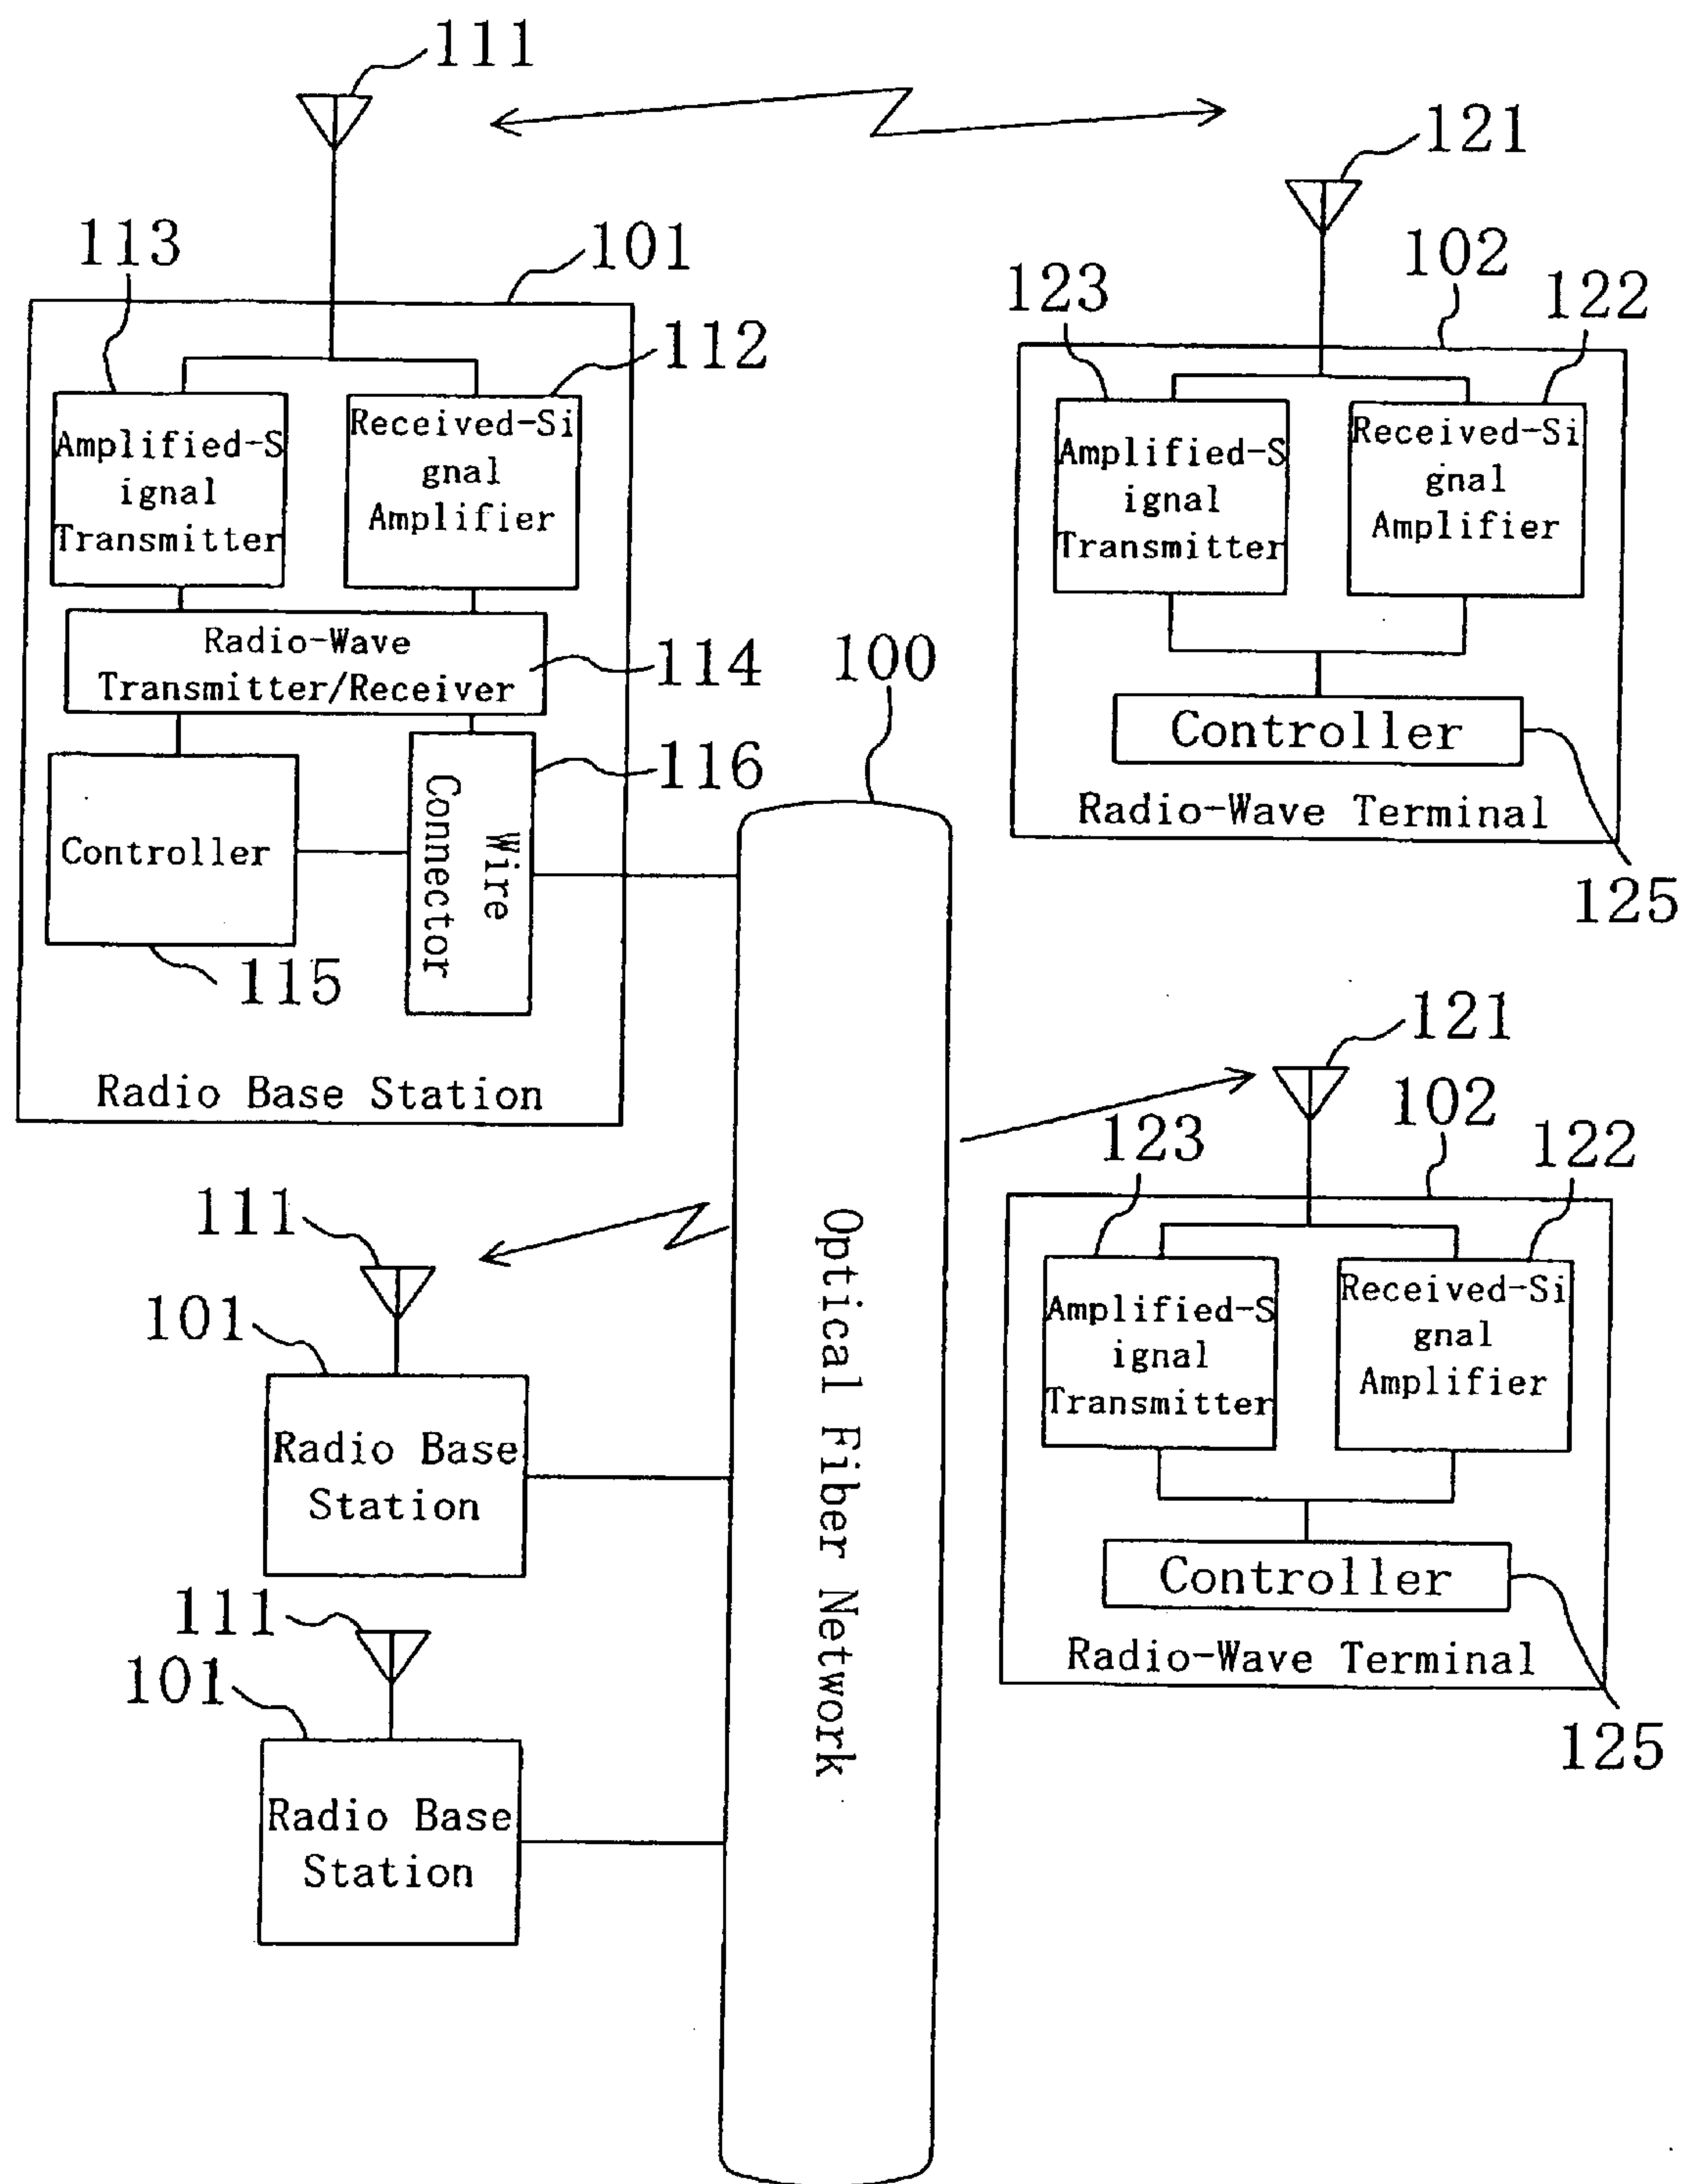 111
121
113
101
102
123
122
112
Amplified-S
ignal
Transmitter
Received-Si
gnal
Amplifier
Amplified-S
ignal
Transmitter
Received-Si
gnal
Amplifier
Radio-Wave
Transmitter/Receiver
114
100
Controller
116
Wire
Connector
Controller
Radio-Wave Terminal
125
115
Radio Base Station
121
102
123
122
111
101
Optical Fiber Network
Amplified-S
ignal
Transmitter
Received-Si
gnal
Amplifier
Radio Base
Station
Controller
111
101
Radio-Wave Terminal
125
Radio Base
Station